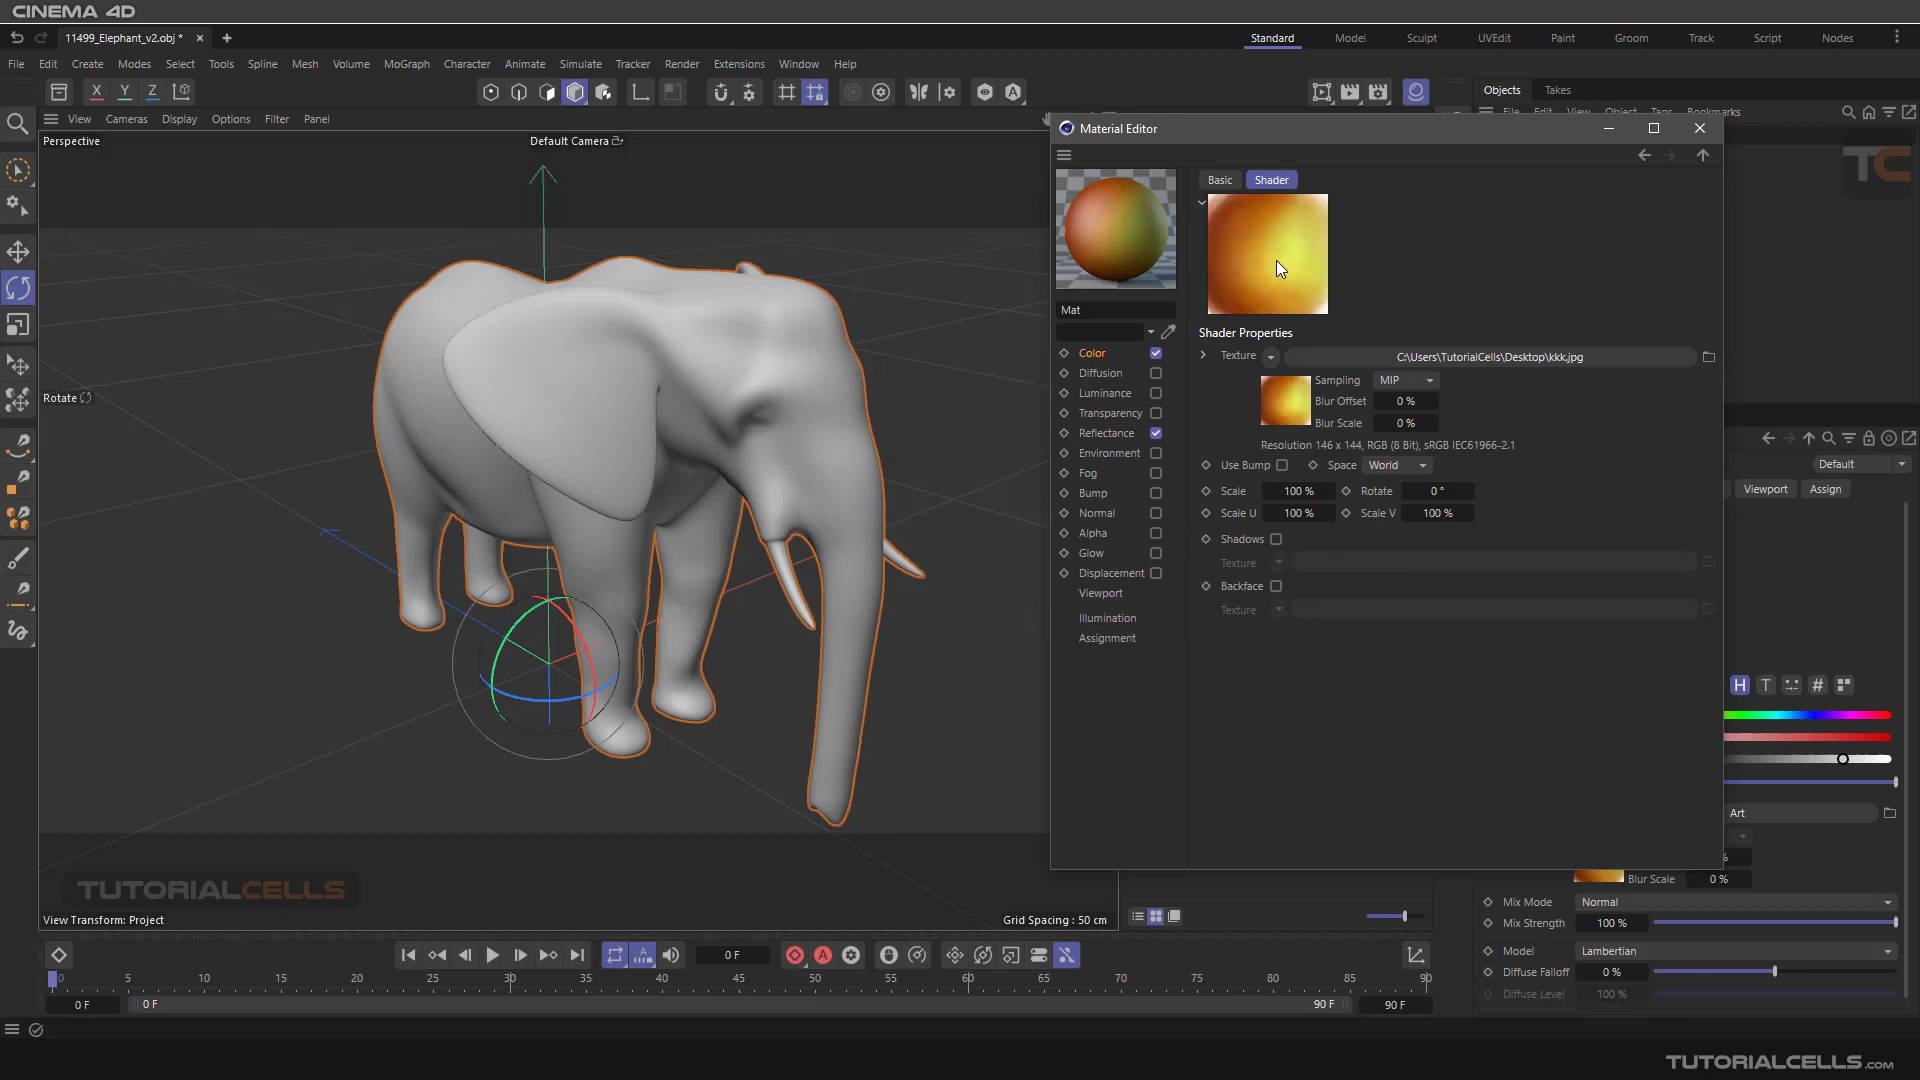 CINEMA 4D
11499_Elephant_v2.obj *
Standard Model Sculpt UVEdit Paint Groom Track Script Nodes
File Edit Create Modes Select Tools Spline Mesh Volume MoGraph Character Animate Simulate Tracker Render Extensions Window Help
X Y Z
Objects Takes
View Cameras Display Options Filter Panel
File Edit View Object Tags Bookmarks
Perspective
Default Camera
Material Editor
TC
Basic Shader
Mat
Shader Properties
Color
Texture C:\Users\TutorialCells\Desktop\kkk.jpg
Diffusion
Sampling MIP
Luminance
Blur Offset 0 %
Rotate
Transparency
Blur Scale 0 %
Reflectance
Resolution 146 x 144, RGB (8 Bit), sRGB IEC61966-2.1
Environment
Use Bump Space World
Default
Fog
Viewport Assign
Bump
Scale 100 % Rotate 0 °
Normal
Scale U 100 % Scale V 100 %
Alpha
Shadows
Glow
Texture
Displacement
Backface
Viewport
Texture
Illumination
Assignment
H T #
Art
%
Blur Scale 0 %
TUTORIALCELLS
Mix Mode Normal
View Transform: Project
Grid Spacing : 50 cm
Mix Strength 100 %
0 F
Model Lambertian
Diffuse Falloff 0 %
0 5 10 15 20 25 30 35 40 45 50 55 60 65 70 75 80 85 90
Diffuse Level 100 %
0 F 0 F 90 F 90 F
TUTORIALCELLS.com